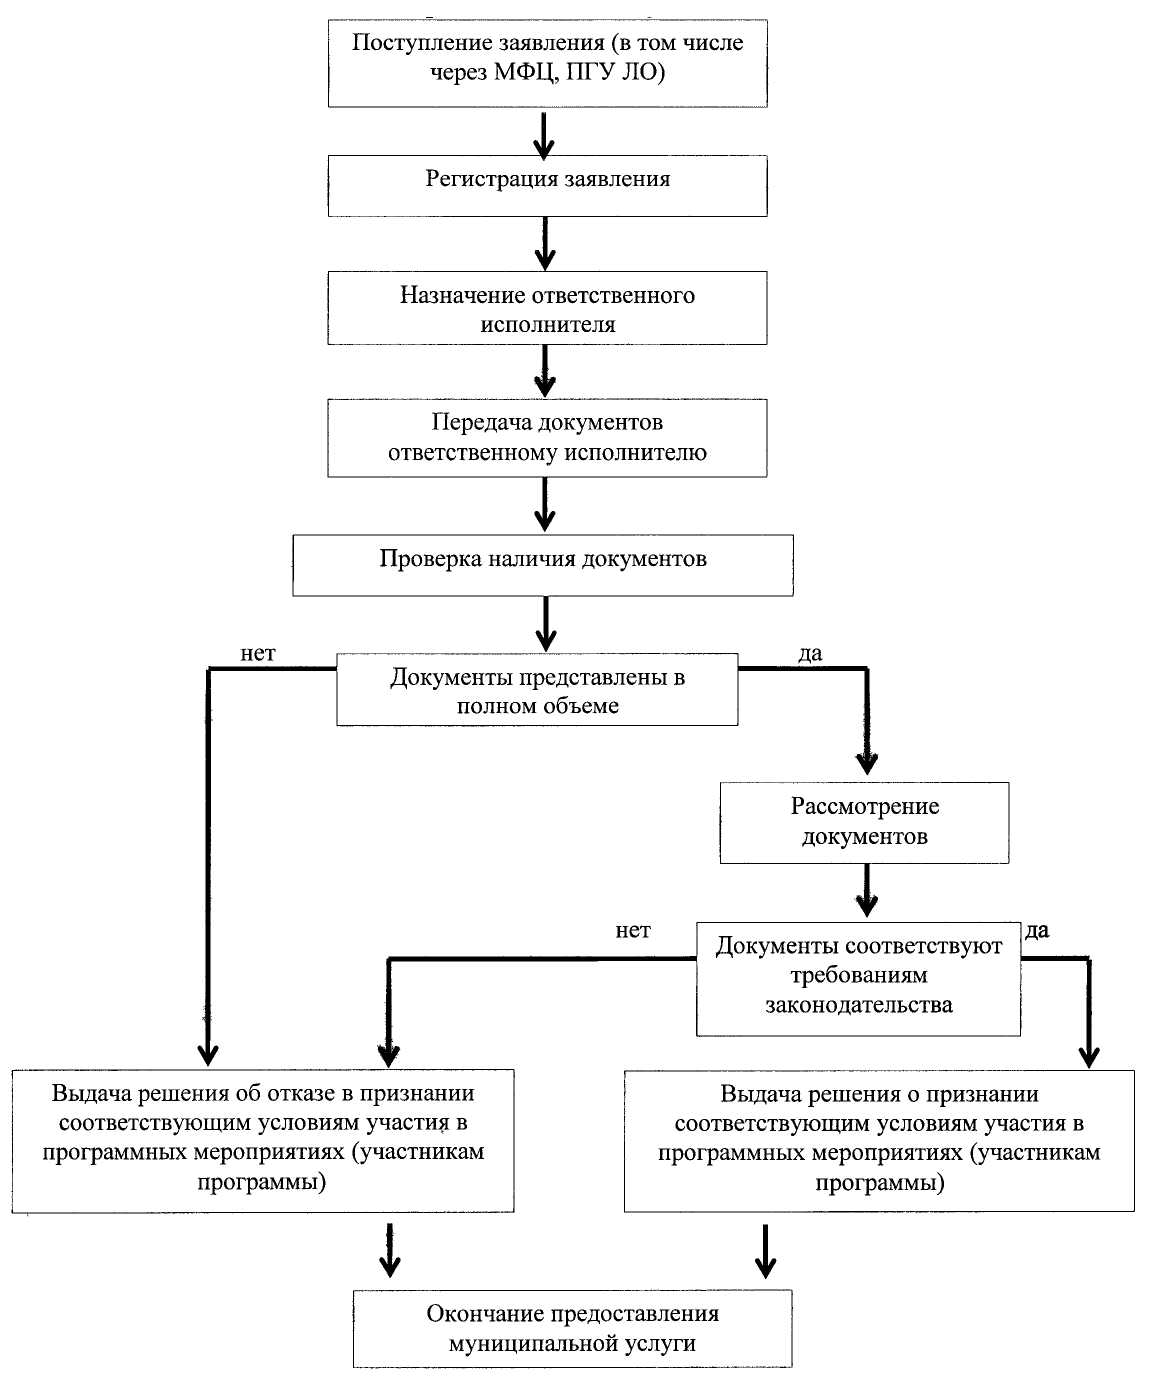 Поступление заявления (в том числе
через МФЦ, ПГУ ЛО)
Регистрация заявления
Назначение ответственного
исполнителя
Передача документов
ответственному исполнителю
Проверка наличия документов
нет
да
Документы представлены в
полном объеме
Рассмотрение
документов
нет
да
Документы соответствуют
требованиям
законодательства
Выдача решения об отказе в признании
соответствующим условиям участия в
программных мероприятиях (участникам
программы)
Выдача решения о признании
соответствующим условиям участия в
программных мероприятиях (участникам
программы)
Окончание предоставления
муниципальной услуги